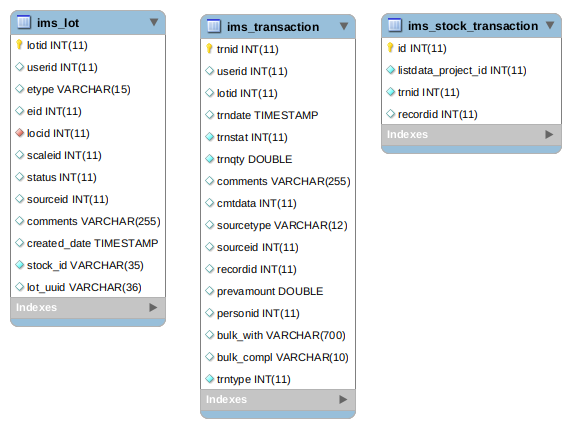 ims_lot
lotid INT(11)
userid INT(11)
etype VARCHAR(15)
eid INT(11)
locid INT(11)
scaleid INT(11)
status INT(11)
sourceid INT(11)
comments VARCHAR(255)
created_date TIMESTAMP
stock_id VARCHAR(35)
lot_uuid VARCHAR(36)
Indexes
ims_transaction
trnid INT(11)
userid INT(11)
lotid INT(11)
trndate TIMESTAMP
trnstat INT(11)
trnqty DOUBLE
comments VARCHAR(255)
cmtdata INT(11)
sourcetype VARCHAR(12)
sourceid INT(11)
recordid INT(11)
prevamount DOUBLE
personid INT(11)
bulk_with VARCHAR(700)
bulk_compl VARCHAR(10)
trntype INT(11)
Indexes
ims_stock_transaction
id INT(11)
listdata_project_id INT(11)
trnid INT(11)
recordid INT(11)
Indexes